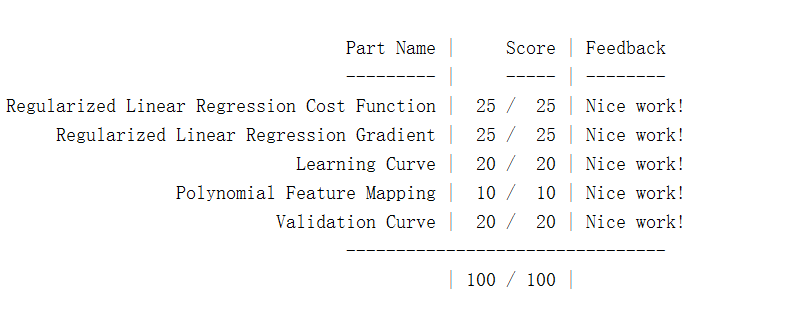 Part Name | Score | Feedback
--------- | ----- | --------
Regularized Linear Regression Cost Function | 25 / 25 | Nice work!
Regularized Linear Regression Gradient | 25 / 25 | Nice work!
Learning Curve | 20 / 20 | Nice work!
Polynomial Feature Mapping | 10 / 10 | Nice work!
Validation Curve | 20 / 20 | Nice work!
--------------------------------
| 100 / 100 |